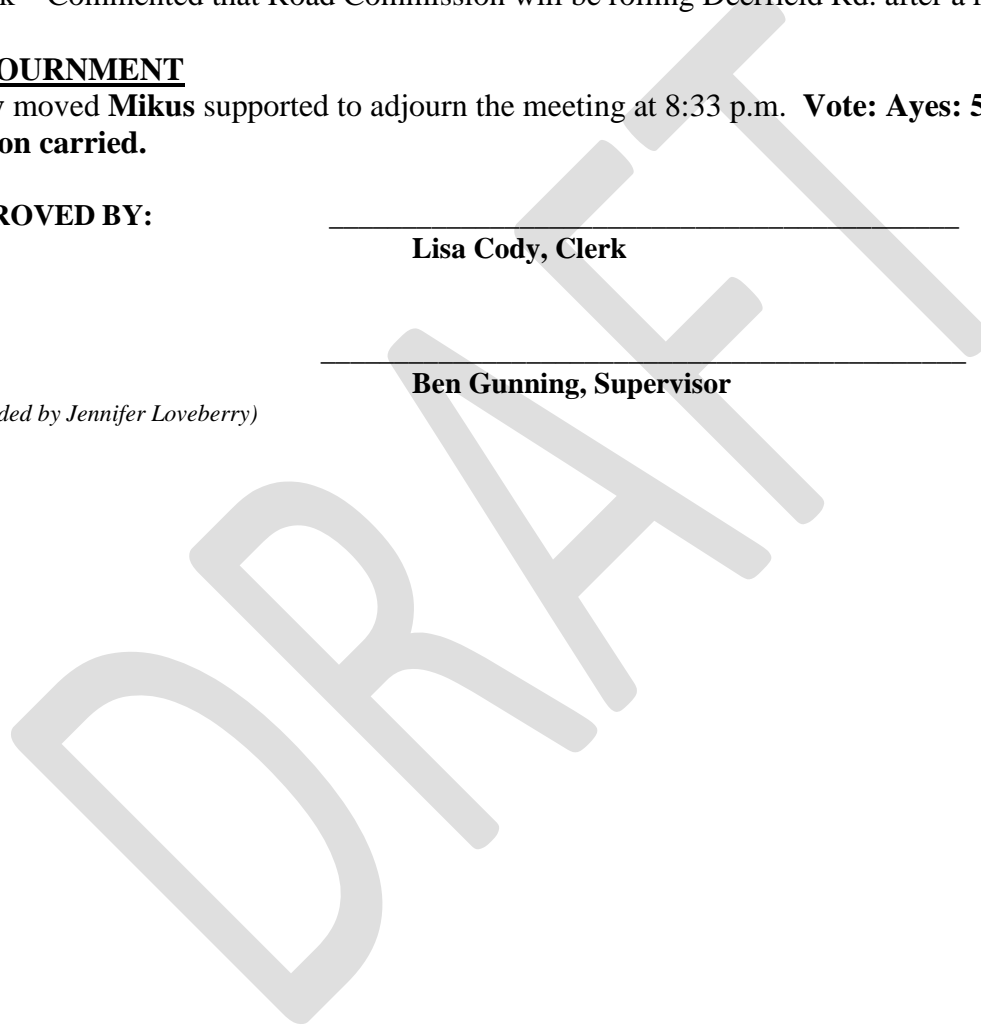 k – Commented that Road Commission will be rolling Deerfield Rd. after a
OURNMENT
y moved Mikus supported to adjourn the meeting at 8:33 p.m. Vote: Ayes: 5
on carried.
ROVED BY: ___________________________________________
Lisa Cody, Clerk
____________________________________________
Ben Gunning, Supervisor
ded by Jennifer Loveberry)
DRAFT